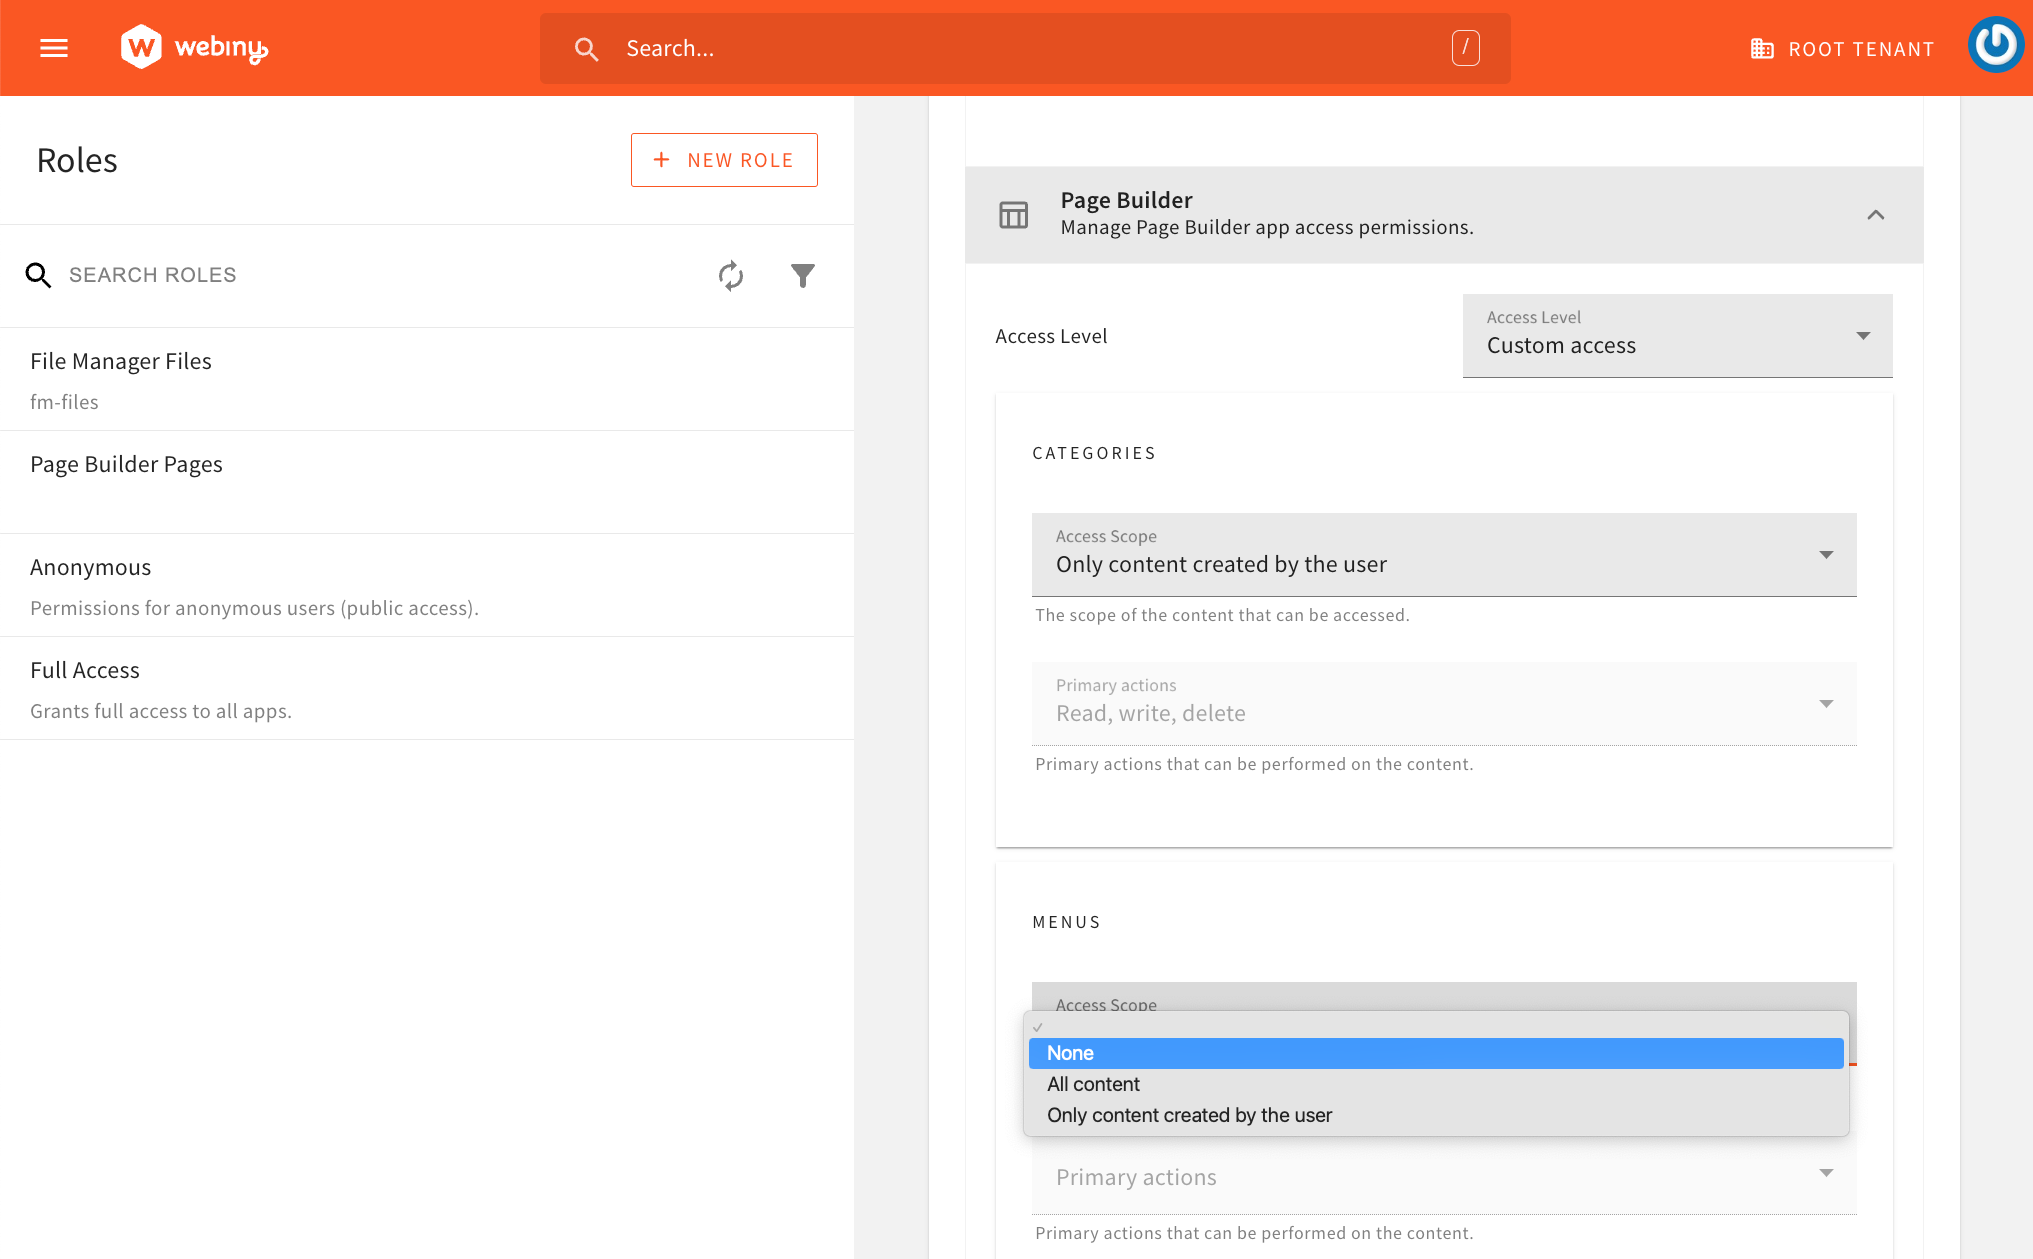 webiny
Search...
/
ROOT TENANT
Roles
+ NEW ROLE
SEARCH ROLES
File Manager Files
fm-files
Page Builder Pages
Anonymous
Permissions for anonymous users (public access).
Full Access
Grants full access to all apps.
Page Builder
Manage Page Builder app access permissions.
Access Level
Access Level
Custom access
CATEGORIES
Access Scope
Only content created by the user
The scope of the content that can be accessed.
Primary actions
Read, write, delete
Primary actions that can be performed on the content.
MENUS
Access Scope
None
All content
Only content created by the user
Primary actions
Primary actions that can be performed on the content.